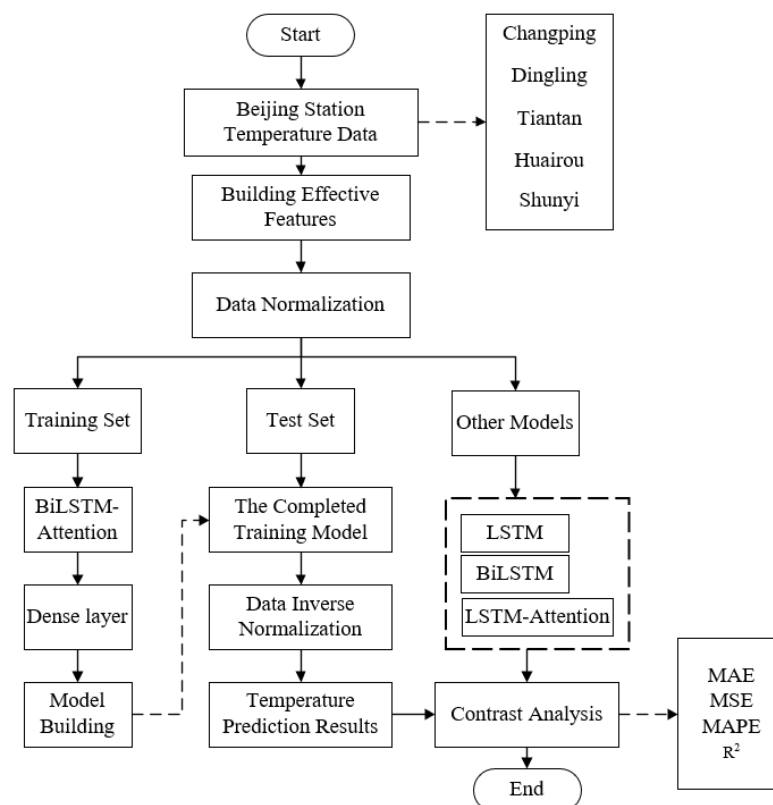 Start
Beijing Station
Temperature Data
Changping
Dingling
Tiantan
Huairou
Shunyi
Building Effective
Features
Data Normalization
Training Set
Test Set
Other Models
BiLSTM-
Attention
The Completed
Training Model
LSTM
BiLSTM
LSTM-Attention
Dense layer
Data Inverse
Normalization
Model
Building
Temperature
Prediction Results
Contrast Analysis
MAE
MSE
MAPE
R²
End